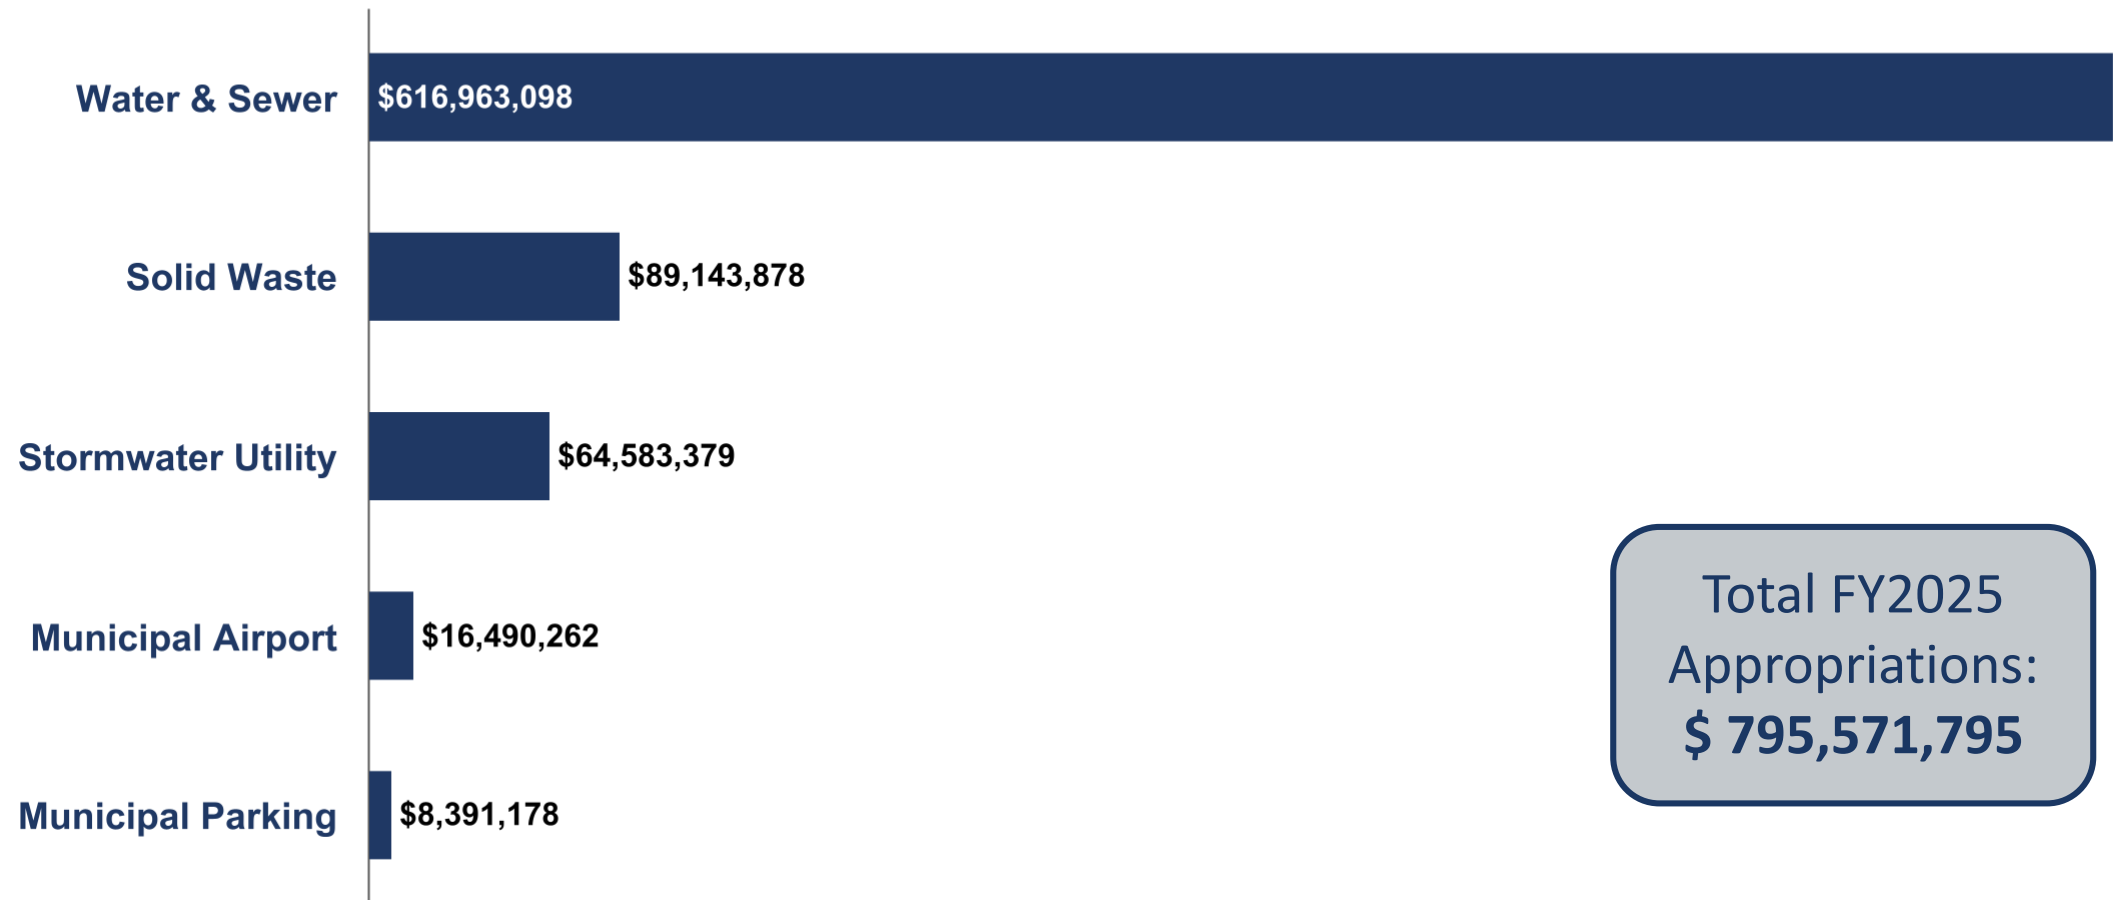 Water & Sewer
$616,963,098
Solid Waste
$89,143,878
Stormwater Utility
$64,583,379
Municipal Airport
$16,490,262
Municipal Parking
$8,391,178
Total FY2025
Appropriations:
$ 795,571,795